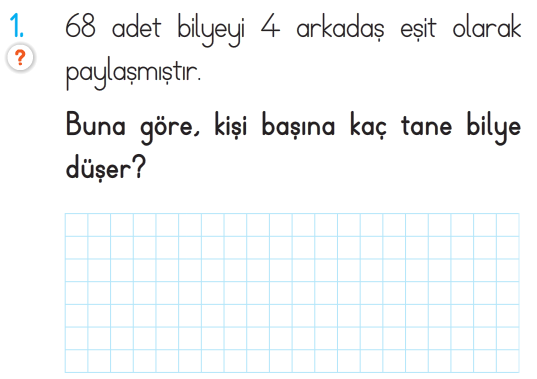 1. 68 adet bilyeyi 4 arkadaş eşit olarak
? paylaşmıştır.
Buna göre, kişi başına kaç tane bilye
düşer?